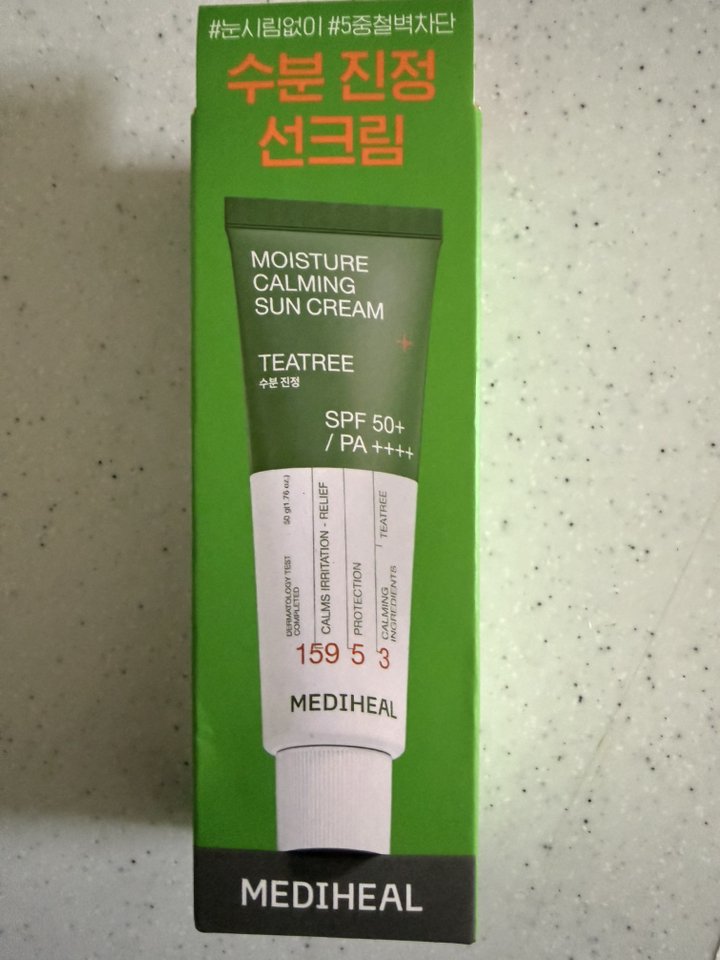 #눈시림없이 #5중철벽차단
수분 진정
선크림
MOISTURE
CALMING
SUN CREAM
TEATREE
수분 진정
SPF 50+
/ PA ++++
DERMATOLOGY TEST
COMPLETED
50 g(1.76 oz.)
CALMS IRRITATION - RELIEF
PROTECTION
CALMING
INGREDIENTS
TEATREE
159 5 3
MEDIHEAL
MEDIHEAL